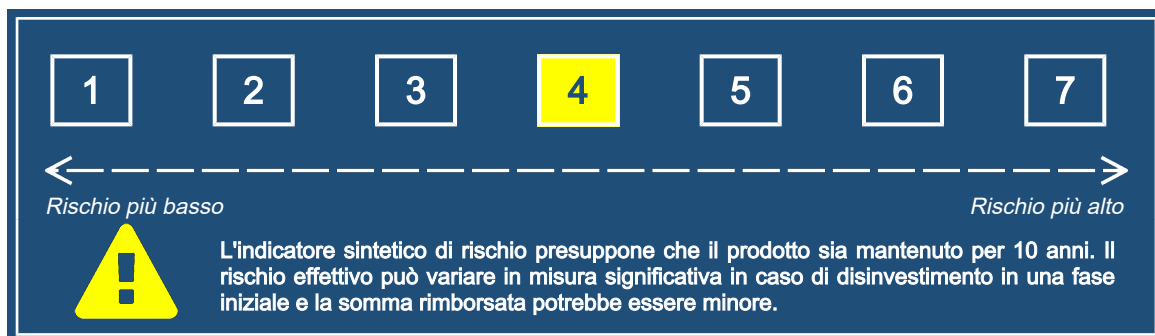 1 2 3 4 5 6 7
Rischio più basso Rischio più alto
L'indicatore sintetico di rischio presuppone che il prodotto sia mantenuto per 10 anni. Il
rischio effettivo può variare in misura significativa in caso di disinvestimento in una fase
iniziale e la somma rimborsata potrebbe essere minore.